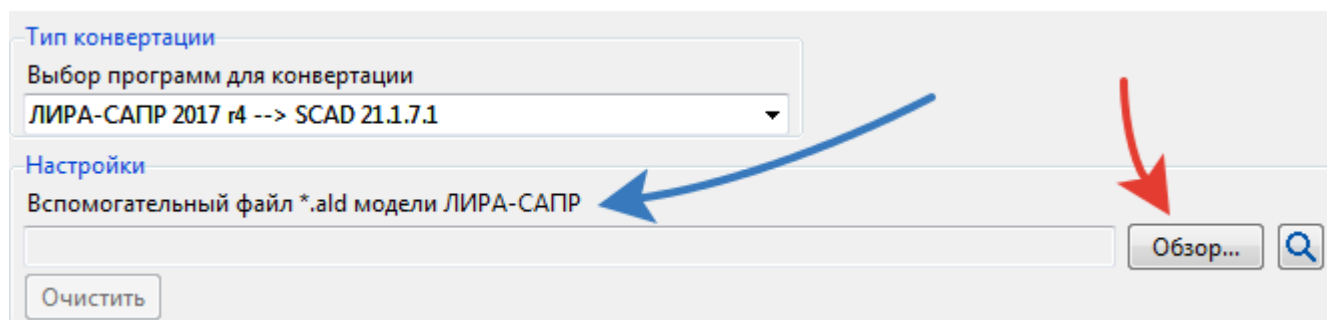 Тип конвертации
Выбор программ для конвертации
ЛИРА-САПР 2017 r4 --> SCAD 21.1.7.1
Настройки
Вспомогательный файл *.ald модели ЛИРА-САПР
Обзор...
Очистить